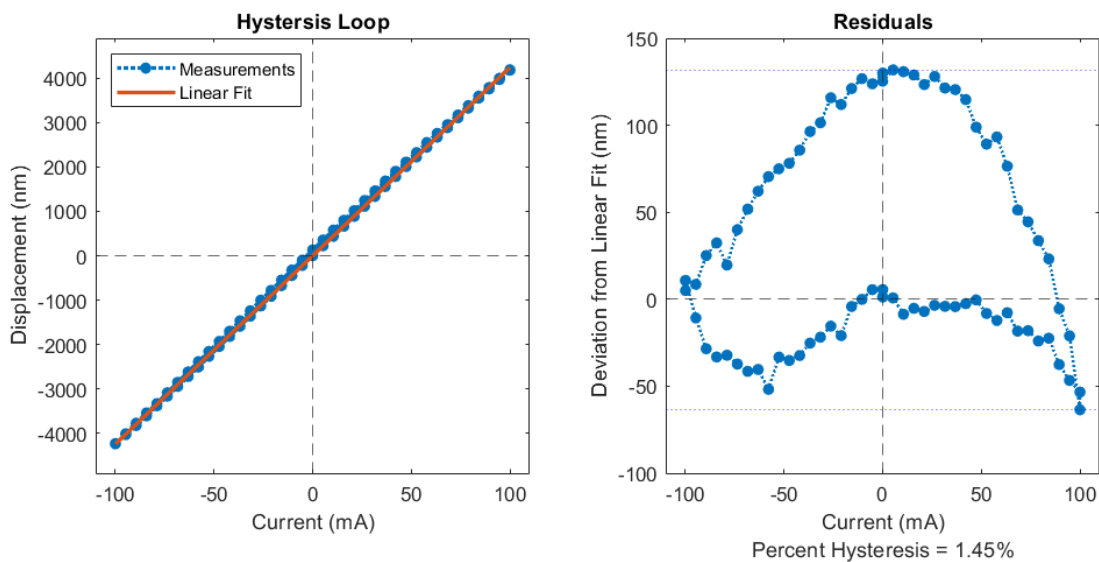 Hystersis Loop
Measurements
Linear Fit
Displacement (nm)
4000
3000
2000
1000
0
-1000
-2000
-3000
-4000
-100
-50
0
50
100
Current (mA)
Residuals
Deviation from Linear Fit (nm)
150
100
50
0
-50
-100
-100
-50
0
50
100
Current (mA)
Percent Hysteresis = 1.45%